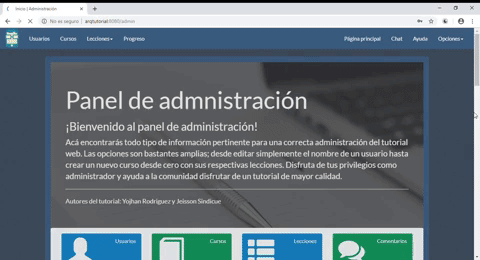 Inicio | Administración
No es seguro | arqtutorial:8080/admin
Usuarios Cursos Lecciones Progreso Página principal Chat Ayuda Opciones
Panel de admnistración
¡Bienvenido al panel de administración!
Acá encontrarás todo tipo de información pertinente para una correcta administración del tutorial
web. Las opciones son bastantes amplias; desde editar simplemente el nombre de un usuario hasta
crear un nuevo curso desde cero con sus respectivas lecciones. Disfruta de tus privilegios como
administrador y ayuda a la comunidad disfrutar de un tutorial de mayor calidad.
Autores del tutorial: Yojhan Rodríguez y Jeisson Sindicue
Usuarios Cursos Lecciones Comentarios